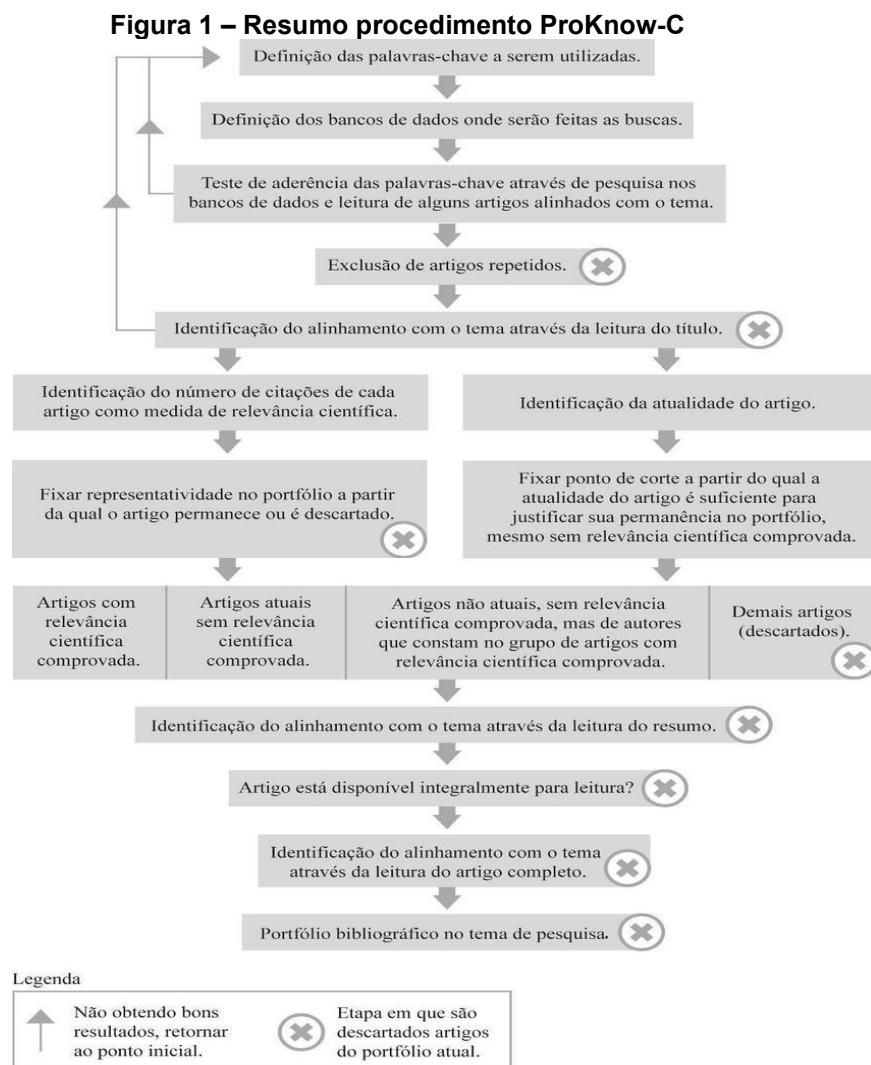 Figura 1 – Resumo procedimento ProKnow-C
Definição das palavras-chave a serem utilizadas.
Definição dos bancos de dados onde serão feitas as buscas.
Teste de aderência das palavras-chave através de pesquisa nos
bancos de dados e leitura de alguns artigos alinhados com o tema.
Exclusão de artigos repetidos.
Identificação do alinhamento com o tema através da leitura do título.
Identificação do número de citações de cada
artigo como medida de relevância científica.
Identificação da atualidade do artigo.
Fixar representatividade no portfólio a partir
da qual o artigo permanece ou é descartado.
Fixar ponto de corte a partir do qual a
atualidade do artigo é suficiente para
justificar sua permanência no portfólio,
mesmo sem relevância científica comprovada.
Artigos com
relevância
científica
comprovada.
Artigos atuais
sem relevância
científica
comprovada.
Artigos não atuais, sem relevância
científica comprovada, mas de autores
que constam no grupo de artigos com
relevância científica comprovada.
Demais artigos
(descartados).
Identificação do alinhamento com o tema através da leitura do resumo.
Artigo está disponível integralmente para leitura?
Identificação do alinhamento com o tema
através da leitura do artigo completo.
Portfólio bibliográfico no tema de pesquisa.
Legenda
Não obtendo bons
resultados, retornar
ao ponto inicial.
Etapa em que são
descartados artigos
do portfólio atual.